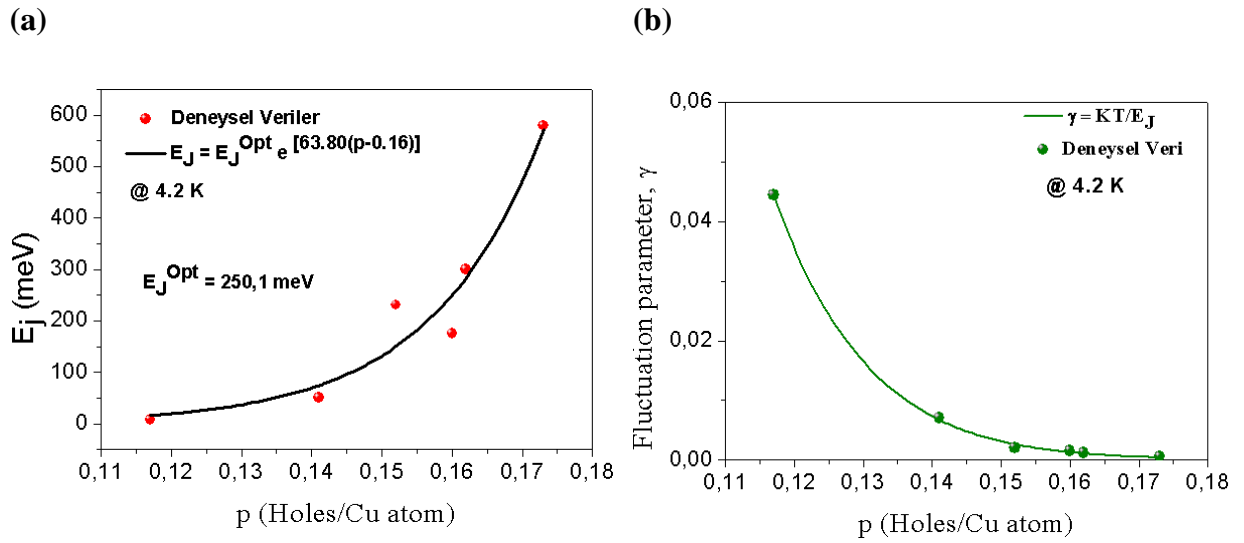 (a)
(b)
600
500
400
300
200
100
0
E_j (meV)
Deneysel Veriler
E_J = E_J^Opt e^[63.80(p-0.16)]
@ 4.2 K
E_J^Opt = 250,1 meV
0,11 0,12 0,13 0,14 0,15 0,16 0,17 0,18
p (Holes/Cu atom)
0,06
0,04
0,02
0,00
Fluctuation parameter, γ
γ = KT/E_J
Deneysel Veri
@ 4.2 K
0,11 0,12 0,13 0,14 0,15 0,16 0,17 0,18
p (Holes/Cu atom)